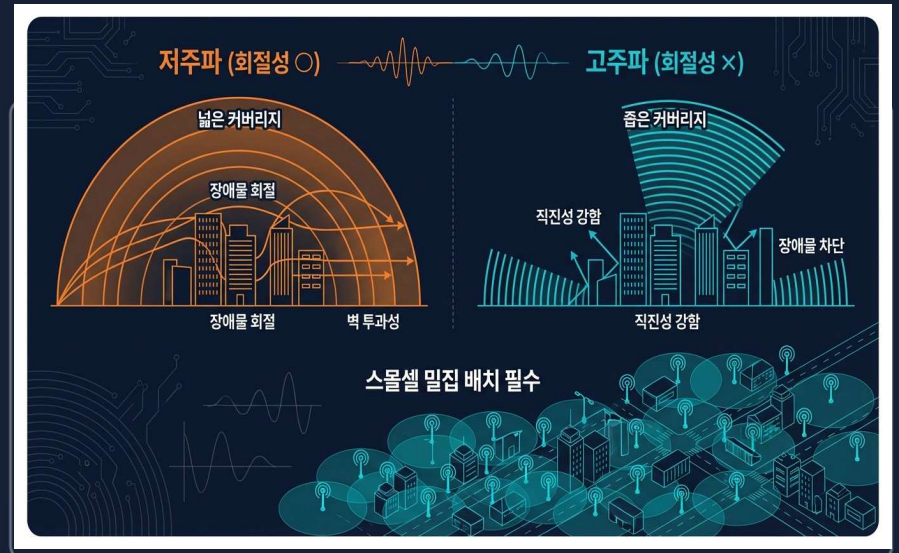 저주파 (회절성 ○)
고주파 (회절성 ×)
넓은 커버리지
장애물 회절
장애물 회절
벽 투과성
좁은 커버리지
직진성 강함
장애물 차단
직진성 강함
스몰셀 밀집 배치 필수